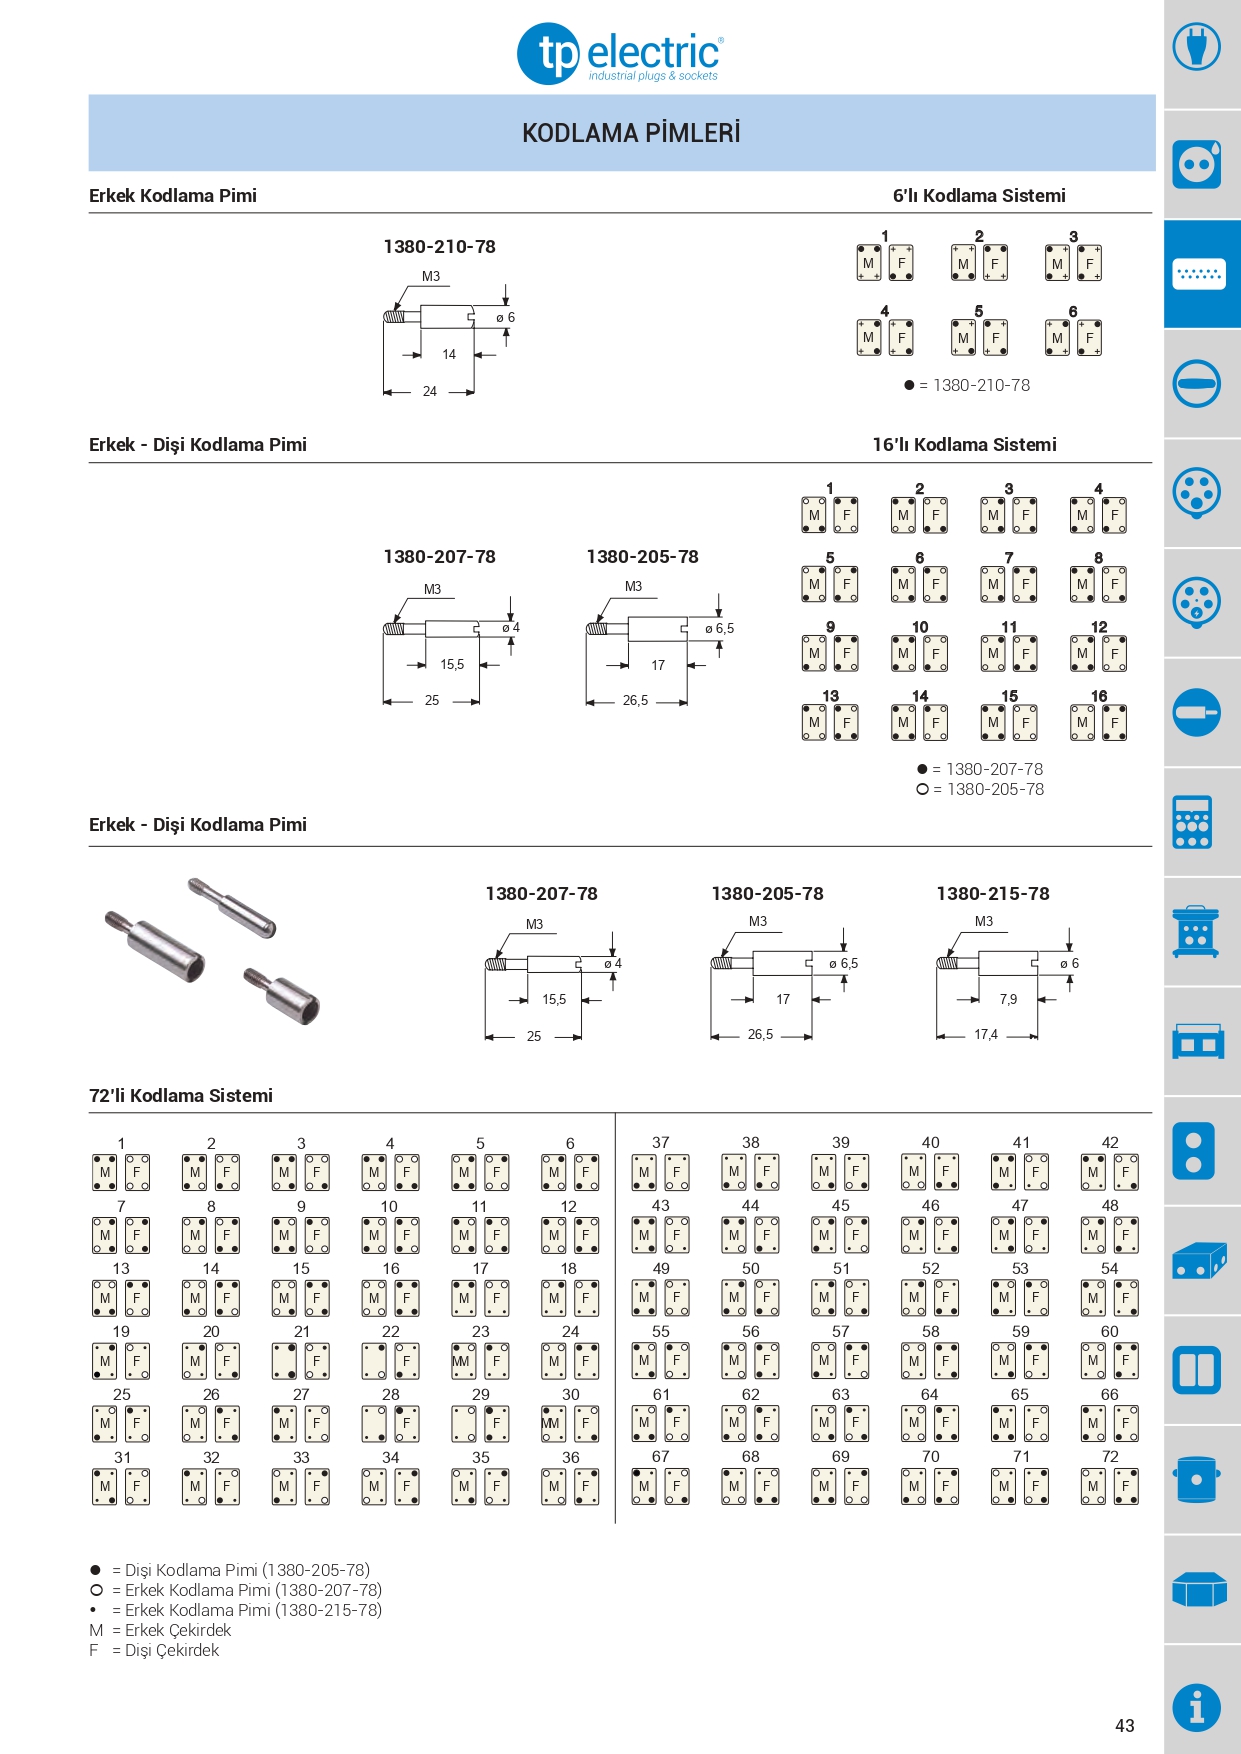 tp electric®
industrial plugs & sockets
KODLAMA PİMLERİ
Erkek Kodlama Pimi
6'lı Kodlama Sistemi
1380-210-78
M3
ø 6
14
24
1 2 3
M F M F M F
4 5 6
M F M F M F
● = 1380-210-78
Erkek - Dişi Kodlama Pimi
16'lı Kodlama Sistemi
1380-207-78
M3
ø 4
15,5
25
1380-205-78
M3
ø 6,5
17
26,5
1 2 3 4
M F M F M F M F
5 6 7 8
M F M F M F M F
9 10 11 12
M F M F M F M F
13 14 15 16
M F M F M F M F
● = 1380-207-78
O = 1380-205-78
Erkek - Dişi Kodlama Pimi
1380-207-78
M3
ø 4
15,5
25
1380-205-78
M3
ø 6,5
17
26,5
1380-215-78
M3
ø 6
7,9
17,4
72'li Kodlama Sistemi
1 2 3 4 5 6
M F M F M F M F M F M F
7 8 9 10 11 12
M F M F M F M F M F M F
13 14 15 16 17 18
M F M F M F M F M F M F
19 20 21 22 23 24
M F M F F F MM F M F
25 26 27 28 29 30
M F M F M F F F MM F
31 32 33 34 35 36
M F M F M F M F M F M F
37 38 39 40 41 42
M F M F M F M F M F M F
43 44 45 46 47 48
M F M F M F M F M F M F
49 50 51 52 53 54
M F M F M F M F M F M F
55 56 57 58 59 60
M F M F M F M F M F M F
61 62 63 64 65 66
M F M F M F M F M F M F
67 68 69 70 71 72
M F M F M F M F M F M F
● = Dişi Kodlama Pimi (1380-205-78)
O = Erkek Kodlama Pimi (1380-207-78)
• = Erkek Kodlama Pimi (1380-215-78)
M = Erkek Çekirdek
F = Dişi Çekirdek
43